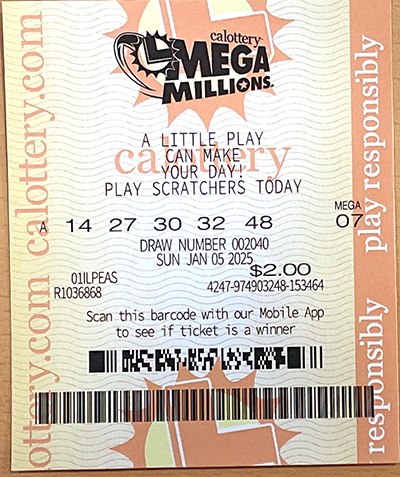 calottery
MEGA
MILLIONS
calottery
A LITTLE PLAY
CAN MAKE
YOUR DAY!
PLAY SCRATCHERS TODAY
MEGA
A 14 27 30 32 48 07
DRAW NUMBER 002040
SUN JAN 05 2025
$2.00
01ILPEAS
R1036868
4247-974903248-153464
Scan this barcode with our Mobile App
to see if ticket is a winner
ottery.com calottery.com
play responsibly
responsibly